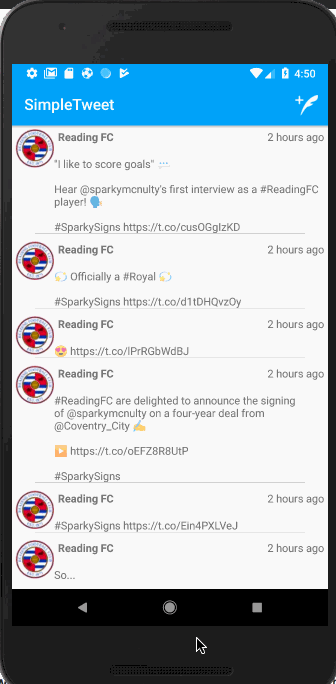 4:50
SimpleTweet
Reading FC 2 hours ago
"I like to score goals" 💬
Hear @sparkymcnulty's first interview as a #ReadingFC
player! 🗣️
#SparkySigns https://t.co/cusOGgIzKD
Reading FC 2 hours ago
💫 Officially a #Royal 💫
#SparkySigns https://t.co/d1tDHQvzOy
Reading FC 2 hours ago
😍 https://t.co/lPrRGbWdBJ
Reading FC 2 hours ago
#ReadingFC are delighted to announce the signing
of @sparkymcnulty on a four-year deal from
@Coventry_City ✍️
▶️ https://t.co/oEFZ8R8UtP
#SparkySigns
Reading FC 2 hours ago
#SparkySigns https://t.co/Ein4PXLVeJ
Reading FC 2 hours ago
So...